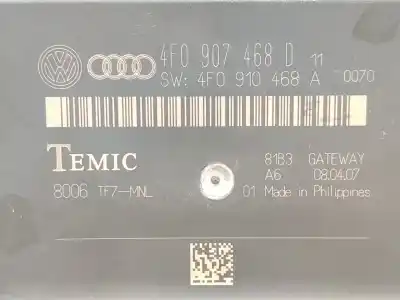 4F0 907 468 D 11
SW: 4F0 910 468 A 0070
TEMIC
8183 GATEWAY
A6 08.04.07
8006 TF7-MNL 01 Made in Philippines